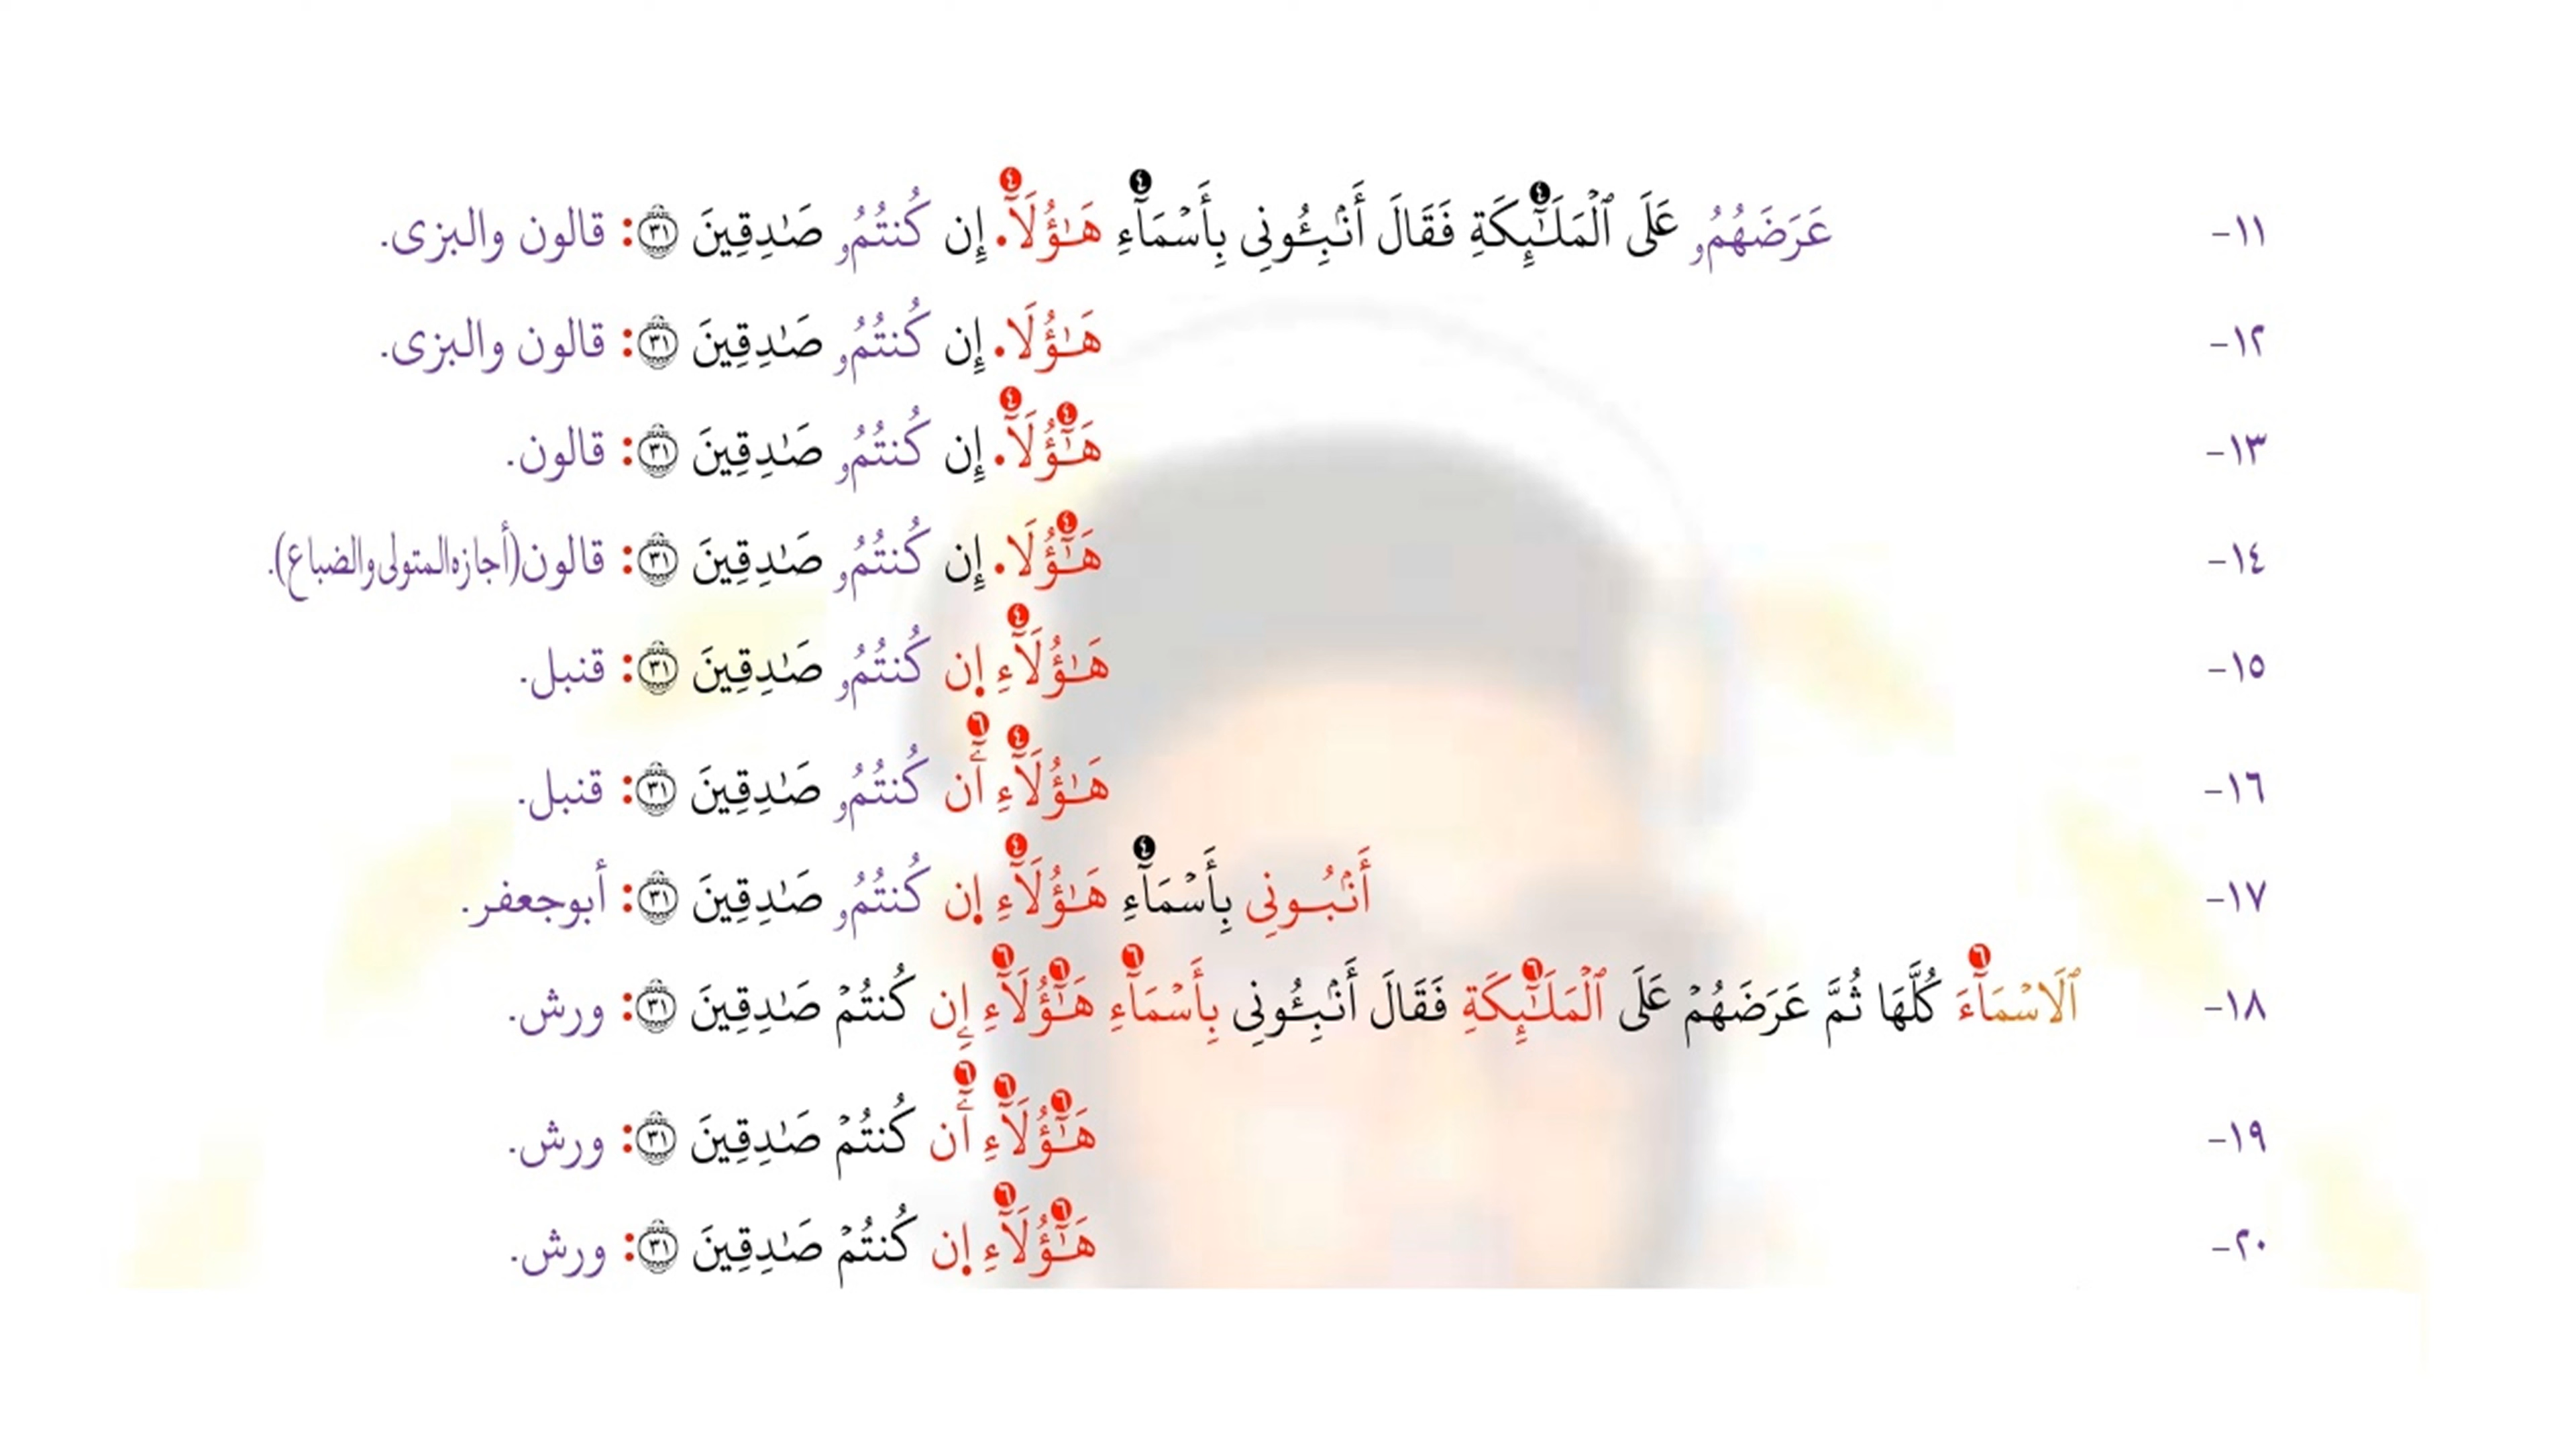 ١١- عَرَضَهُمُۥ عَلَى ٱلْمَلَـٰٓئِكَةِ فَقَالَ أَنۢبِـُٔونِى بِأَسْمَآءِ هَـٰٓؤُلَآ. إِن كُنتُمُۥ صَـٰدِقِينَ ٣١ : قالون والبزى.
١٢- هَـٰؤُلَا. إِن كُنتُمُۥ صَـٰدِقِينَ ٣١ : قالون والبزى.
١٣- هَـٰٓؤُلَآ. إِن كُنتُمُۥ صَـٰدِقِينَ ٣١ : قالون.
١٤- هَـٰٓؤُلَا. إِن كُنتُمُۥ صَـٰدِقِينَ ٣١ : قالون(أجازه المتولى والضباع).
١٥- هَـٰؤُلَآءِ اِن كُنتُمُۥ صَـٰدِقِينَ ٣١ : قنبل.
١٦- هَـٰؤُلَآءِ أَ۬ن كُنتُمُۥ صَـٰدِقِينَ ٣١ : قنبل.
١٧- أَنۢبُـونِى بِأَسْمَآءِ هَـٰؤُلَآءِ اِن كُنتُمُۥ صَـٰدِقِينَ ٣١ : أبوجعفر.
١٨- ٱلَاسْمَآءَ كُلَّهَا ثُمَّ عَرَضَهُمْ عَلَى ٱلْمَلَـٰٓئِكَةِ فَقَالَ أَنۢبِـُٔونِى بِأَسْمَآءِ هَـٰٓؤُلَآءِ إِن كُنتُمْ صَـٰدِقِينَ ٣١ : ورش.
١٩- هَـٰٓؤُلَآءِ أَ۬ن كُنتُمْ صَـٰدِقِينَ ٣١ : ورش.
٢٠- هَـٰٓؤُلَآءِ اِن كُنتُمْ صَـٰدِقِينَ ٣١ : ورش.